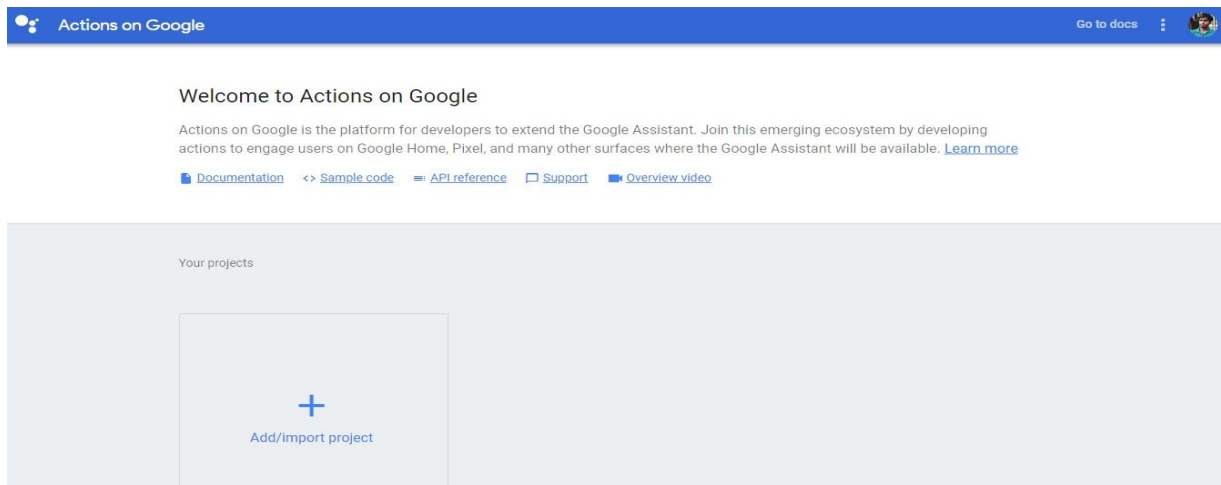 Actions on Google
Go to docs
Welcome to Actions on Google
Actions on Google is the platform for developers to extend the Google Assistant. Join this emerging ecosystem by developing
actions to engage users on Google Home, Pixel, and many other surfaces where the Google Assistant will be available. Learn more
Documentation <> Sample code API reference Support Overview video
Your projects
Add/import project